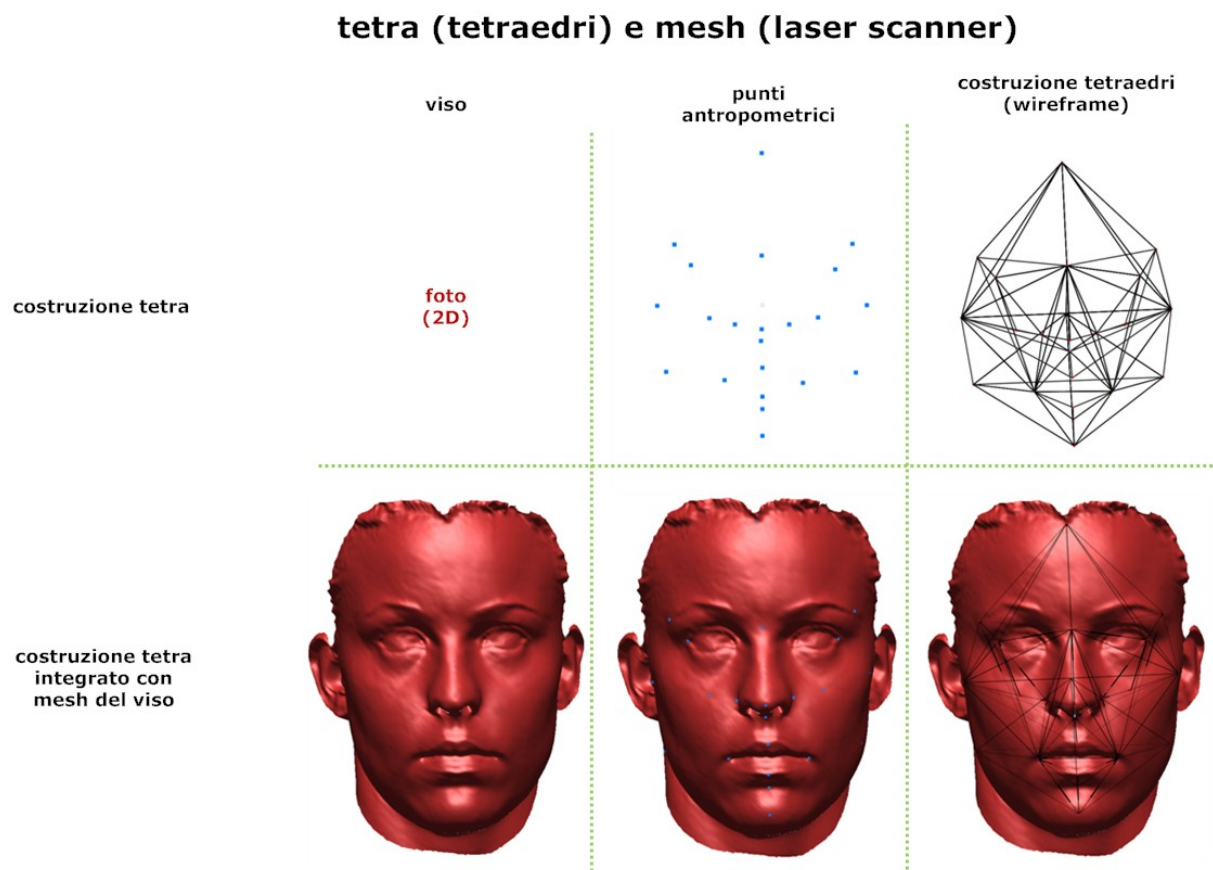 tetra (tetraedri) e mesh (laser scanner)
viso
punti
antropometrici
costruzione tetraedri
(wireframe)
costruzione tetra
foto
(2D)
costruzione tetra
integrato con
mesh del viso